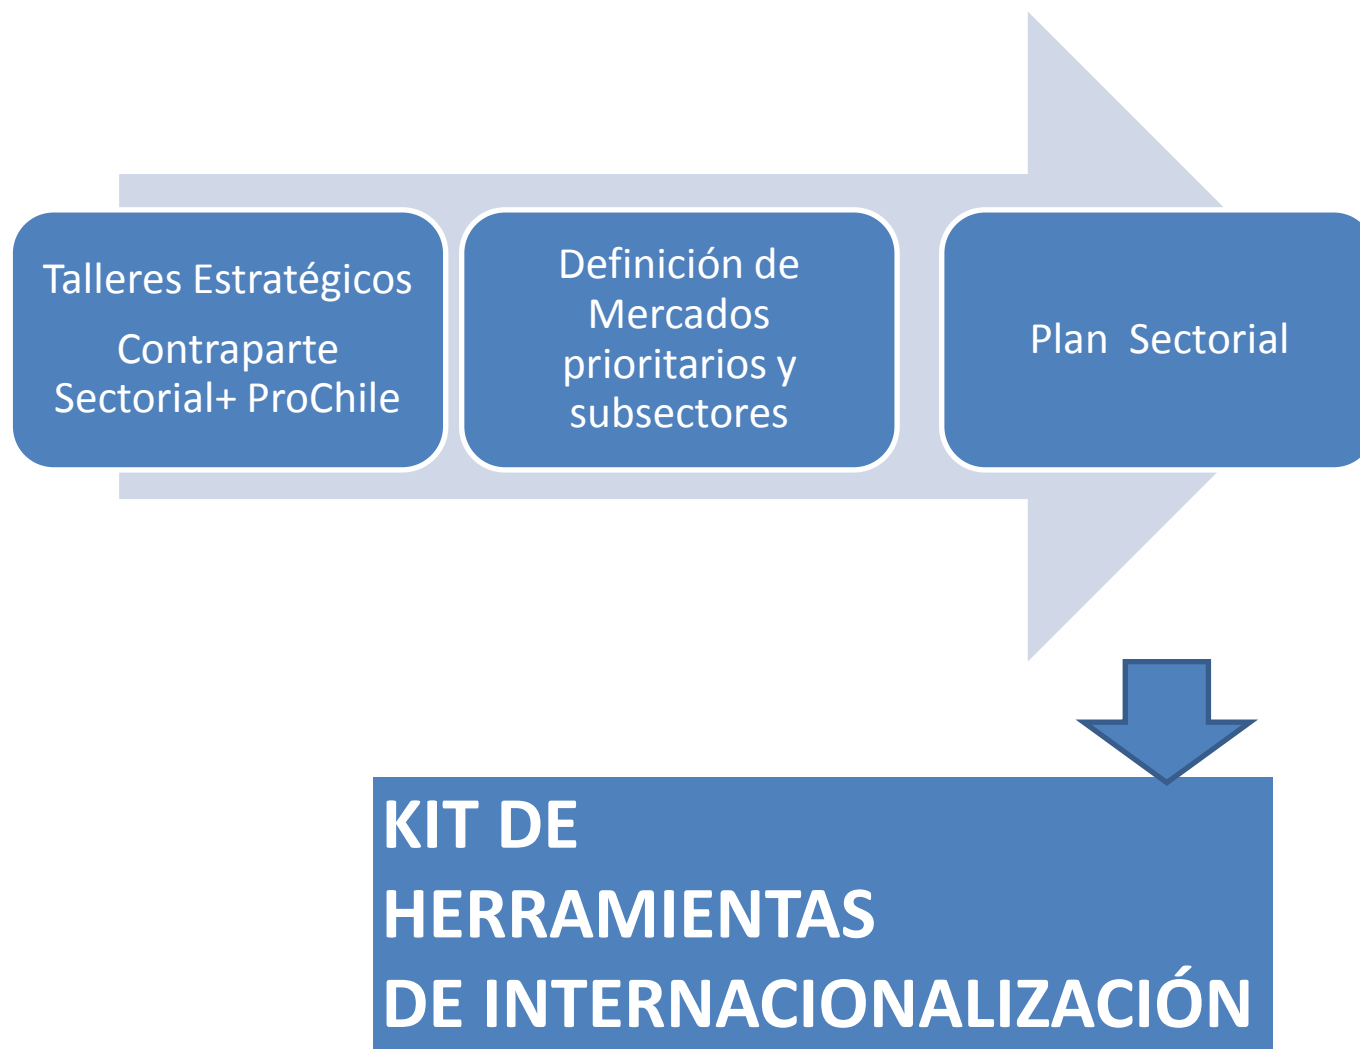 Talleres Estratégicos
Contraparte
Sectorial+ ProChile
Definición de
Mercados
prioritarios y
subsectores
Plan  Sectorial
KIT DE
HERRAMIENTAS
DE INTERNACIONALIZACIÓN